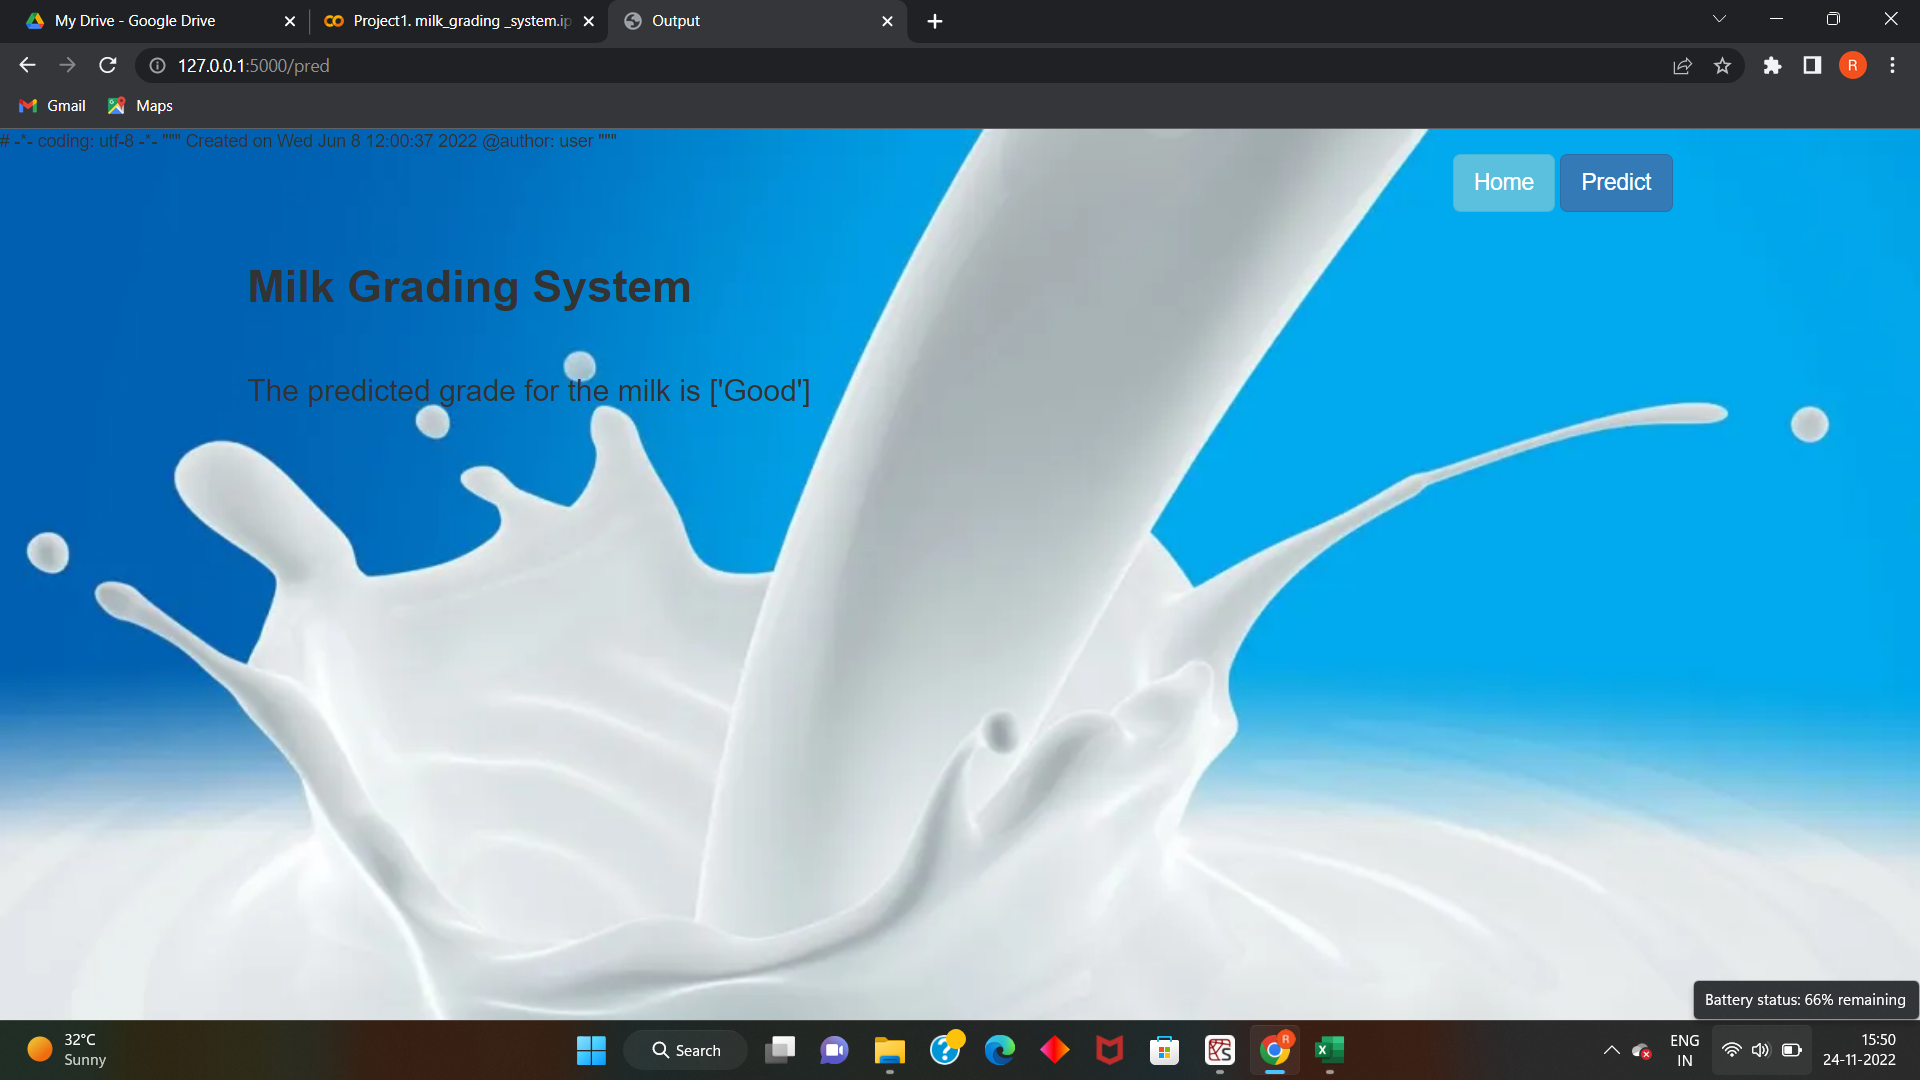 My Drive - Google Drive
Project1. milk_grading _system.ip
Output
127.0.0.1:5000/pred
R
Gmail
Maps
# -*- coding: utf-8 -*- """ Created on Wed Jun 8 12:00:37 2022 @author: user """
Home
Predict
Milk Grading System
The predicted grade for the milk is ['Good']
Battery status: 66% remaining
32°C
Sunny
Search
R
ENG
IN
15:50
24-11-2022